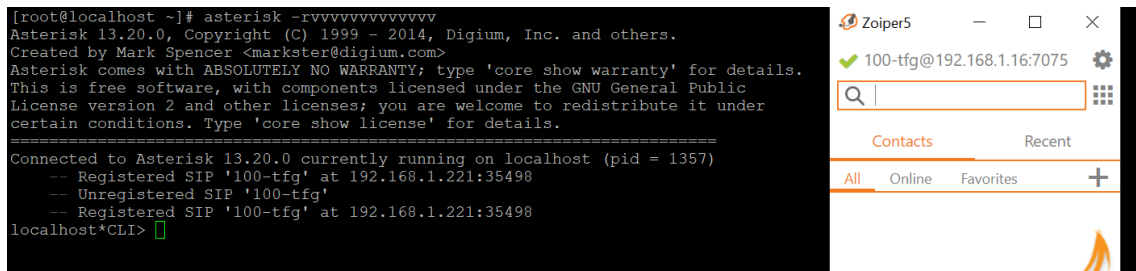 [root@localhost ~]# asterisk -rvvvvvvvvvvvvv
Asterisk 13.20.0, Copyright (C) 1999 - 2014, Digium, Inc. and others.
Created by Mark Spencer <markster@digium.com>
Asterisk comes with ABSOLUTELY NO WARRANTY; type 'core show warranty' for details.
This is free software, with components licensed under the GNU General Public
License version 2 and other licenses; you are welcome to redistribute it under
certain conditions. Type 'core show license' for details.
=========================================================================
Connected to Asterisk 13.20.0 currently running on localhost (pid = 1357)
    -- Registered SIP '100-tfg' at 192.168.1.221:35498
    -- Unregistered SIP '100-tfg'
    -- Registered SIP '100-tfg' at 192.168.1.221:35498
localhost*CLI>
Zoiper5
100-tfg@192.168.1.16:7075
Contacts Recent
All Online Favorites